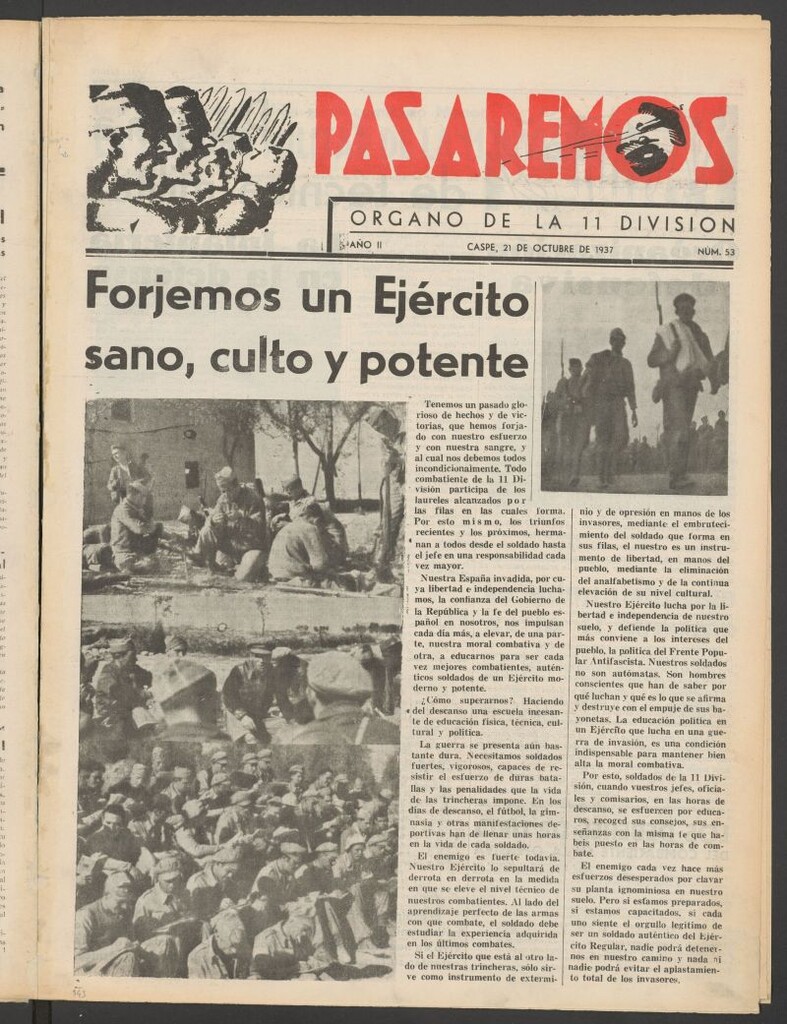 PASAREMOS
ORGANO DE LA 11 DIVISION
AÑO II
CASPE, 21 DE OCTUBRE DE 1937
NÚM. 53
Forjemos un Ejército
sano, culto y potente
Tenemos un pasado glo-
rioso de hechos y de vic-
torias, que hemos forja-
do con nuestro esfuerzo
y con nuestra sangre, y
al cual nos debemos todos
incondicionalmente. Todo
combatiente de la 11 Di-
visión participa de los
laureles alcanzados por
las filas en las cuales forma.
Por esto mismo, los triunfos
recientes y los próximos, herma-
nan a todos desde el soldado hasta
el jefe en una responsabilidad cada
vez mayor.
Nuestra España invadida, por cu-
ya libertad e independencia lucha-
mos, la confianza del Gobierno de
la República y la fe del pueblo es-
pañol en nosotros, nos impulsan
cada día más, a elevar, de una par-
te, nuestra moral combativa y de
otra, a educarnos para ser cada
vez mejores combatientes, autén-
ticos soldados de un Ejército mo-
derno y potente.
¿Cómo superarnos? Haciendo
del descanso una escuela incesan-
te de educación física, técnica, cul-
tural y política.
La guerra se presenta aún bas-
tante dura. Necesitamos soldados
fuertes, vigorosos, capaces de re-
sistir el esfuerzo de duras bata-
llas y las penalidades que la vida
de las trincheras impone. En los
días de descanso, el fútbol, la gim-
nasia y otras manifestaciones de-
portivas han de llenar unas horas
en la vida de cada soldado.
El enemigo es fuerte todavía.
Nuestro Ejército lo sepultará de
derrota en derrota en la medida
en que se eleve el nivel técnico de
nuestros combatientes. Al lado del
aprendizaje perfecto de las armas
con que combate, el soldado debe
estudiar la experiencia adquirida
en los últimos combates.
Si el Ejército que está al otro la-
do de nuestras trincheras, sólo sir-
ve como instrumento de extermi-
nio y de opresión en manos de los
invasores, mediante el embruteci-
miento del soldado que forma en
sus filas, el nuestro es un instru-
mento de libertad, en manos del
pueblo, mediante la eliminación
del analfabetismo y de la continua
elevación de su nivel cultural.
Nuestro Ejército lucha por la li-
bertad e independencia de nuestro
suelo, y defiende la política que
más conviene a los intereses del
pueblo, la política del Frente Popu-
lar Antifascista. Nuestros soldados
no son autómatas. Son hombres
conscientes que han de saber por
qué luchan y qué es lo que se afirma
y destruye con el empuje de sus ba-
yonetas. La educación política en
un Ejército que lucha en una gue-
rra de invasión, es una condición
indispensable para mantener bien
alta la moral combativa.
Por esto, soldados de la 11 Divi-
sión, cuando vuestros jefes, oficia-
les y comisarios, en las horas de
descanso, se esfuercen por educa-
ros, recoged sus consejos, sus en-
señanzas con la misma fe que ha-
béis puesto en las horas de com-
bate.
El enemigo cada vez hace más
esfuerzos desesperados por clavar
su planta ignominiosa en nuestro
suelo. Pero si estamos preparados,
si estamos capacitados, si cada
uno siente el orgullo legítimo de
ser un soldado auténtico del Ejér-
cito Regular, nadie podrá detener-
nos en nuestro camino y nada ni
nadie podrá evitar el aplastamien-
to total de los invasores.